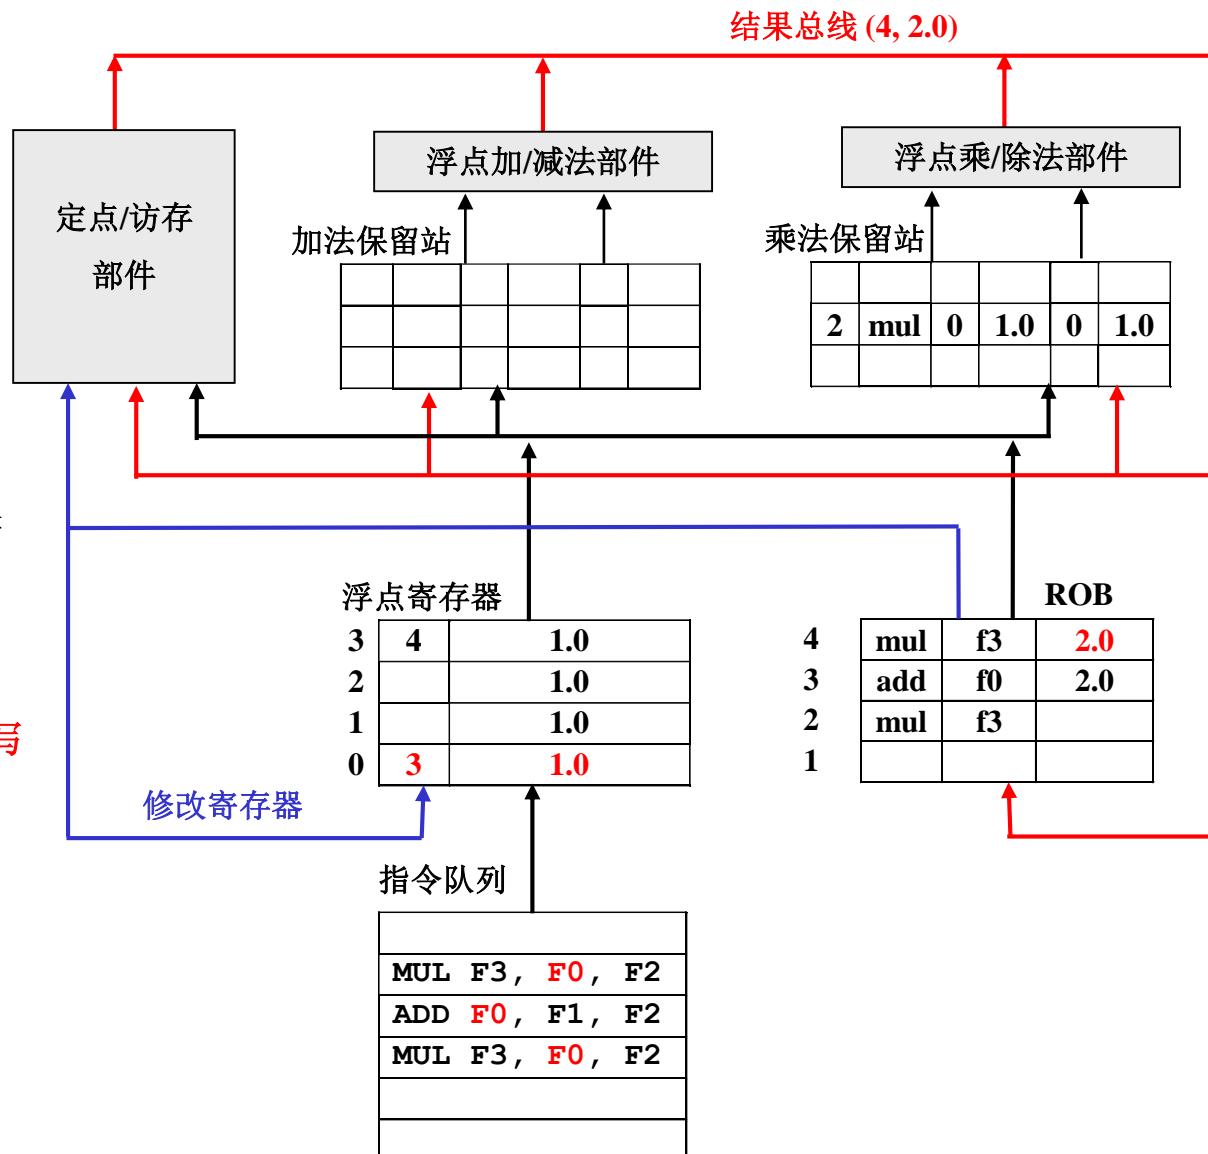 结果总线 (4, 2.0)
浮点加/减法部件
浮点乘/除法部件
定点/访存
部件
加法保留站
乘法保留站
2 mul 0 1.0 0 1.0
浮点寄存器
ROB
3 4 1.0
2 1.0
1 1.0
0 3 1.0
4 mul f3 2.0
3 add f0 2.0
2 mul f3
1
写
修改寄存器
指令队列
MUL F3, F0, F2
ADD F0, F1, F2
MUL F3, F0, F2